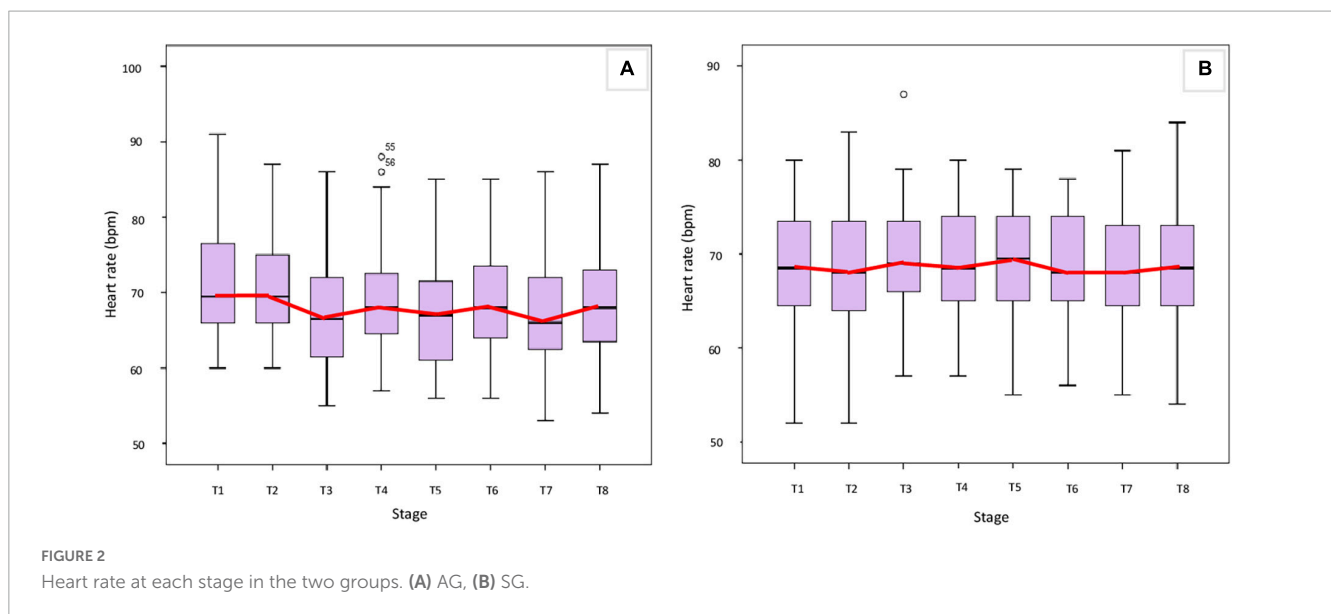 A
100
90
80
70
60
50
Heart rate (bpm)
55
56
T1 T2 T3 T4 T5 T6 T7 T8
Stage
B
90
80
70
60
50
Heart rate (bpm)
T1 T2 T3 T4 T5 T6 T7 T8
Stage
FIGURE 2
Heart rate at each stage in the two groups. (A) AG, (B) SG.